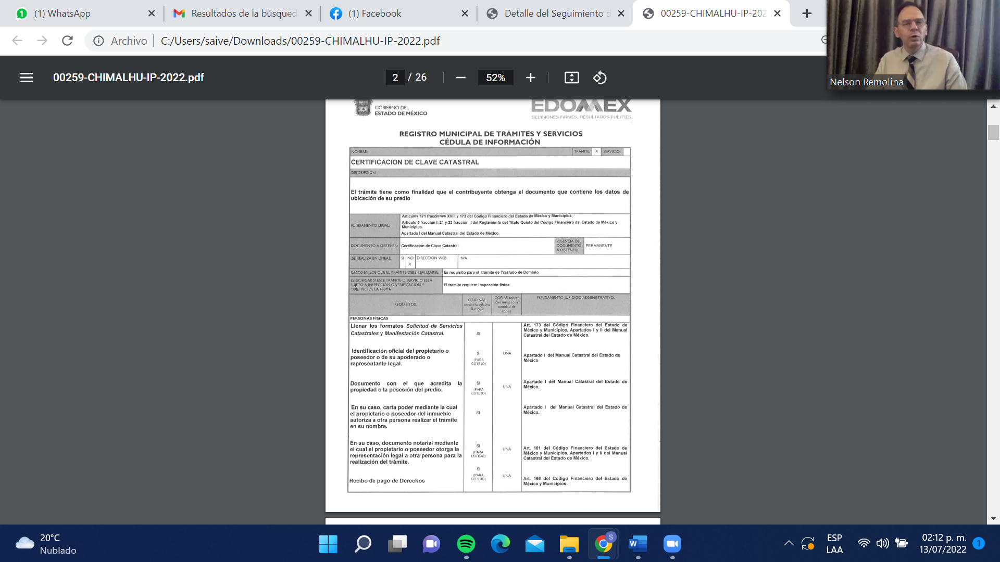 (1) WhatsApp
Resultados de la búsqued
(1) Facebook
Detalle del Seguimiento d
00259-CHIMALHU-IP-202
Archivo
C:/Users/saive/Downloads/00259-CHIMALHU-IP-2022.pdf
00259-CHIMALHU-IP-2022.pdf
2 / 26
52%
Nelson Remolina
GOBIERNO DEL
ESTADO DE MÉXICO
EDOMEX
DECISIONES FIRMES, RESULTADOS FUERTES.
REGISTRO MUNICIPAL DE TRÁMITES Y SERVICIOS
CÉDULA DE INFORMACIÓN
NOMBRE: TRÁMITE: X SERVICIO:
CERTIFICACION DE CLAVE CATASTRAL
DESCRIPCIÓN:
El trámite tiene como finalidad que el contribuyente obtenga el documento que contiene los datos de
ubicación de su predio
FUNDAMENTO LEGAL:
Artículos 171 fracciones XVIII y 173 del Código Financiero del Estado de México y Municipios,
Artículo 5 fracción I, 21 y 22 fracción II del Reglamento del Título Quinto del Código Financiero del Estado de México y
Municipios.
Apartado I del Manual Catastral del Estado de México.
DOCUMENTO A OBTENER: Certificación de Clave Catastral
VIGENCIA DEL
DOCUMENTO
A OBTENER:
PERMANENTE
¿SE REALIZA EN LÍNEA?: SI NO DIRECCIÓN WEB N/A
X
CASOS EN LOS QUE EL TRÁMITE DEBE REALIZARSE: Es requisito para el trámite de Traslado de Dominio
ESPECIFICAR SI ESTE TRÁMITE O SERVICIO ESTÁ
SUJETO A INSPECCIÓN O VERIFICACIÓN Y
OBJETIVO DE LA MISMA
El tramite requiere inspección física
REQUISITOS:
ORIGINAL
anotar la palabra
SI o NO
COPIAS anotar
con número la
cantidad de
copias
FUNDAMENTO JURÍDICO-ADMINISTRATIVO.
PERSONAS FÍSICAS
Llenar los formatos Solicitud de Servicios
Catastrales y Manifestación Catastral.
SI
Art. 173 del Código Financiero del Estado de
México y Municipios, Apartados I y II del Manual
Catastral del Estado de México.
Identificación oficial del propietario o
poseedor o de su apoderado o
representante legal.
SI
(PARA
COTEJO)
UNA
Apartado I del Manual Catastral del Estado de
México
Documento con el que acredita la
propiedad o la posesión del predio.
SI
(PARA
COTEJO)
UNA
Apartado I del Manual Catastral del Estado de
México.
En su caso, carta poder mediante la cual
el propietario o poseedor del inmueble
autoriza a otra persona realizar el trámite
en su nombre.
SI
Apartado I del Manual Catastral del Estado de
México.
En su caso, documento notarial mediante
el cual el propietario o poseedor otorga la
representación legal a otra persona para la
realización del trámite.
SI
(PARA
COTEJO)
UNA
Art. 181 del Código Financiero del Estado de
México y Municipios. Apartados I y II del Manual
Catastral del Estado de México.
Recibo de pago de Derechos
SI
(PARA
COTEJO)
UNA
Art. 166 del Código Financiero del Estado de
México y Municipios.
20°C
Nublado
S
W
ESP
LAA
02:12 p. m.
13/07/2022
1